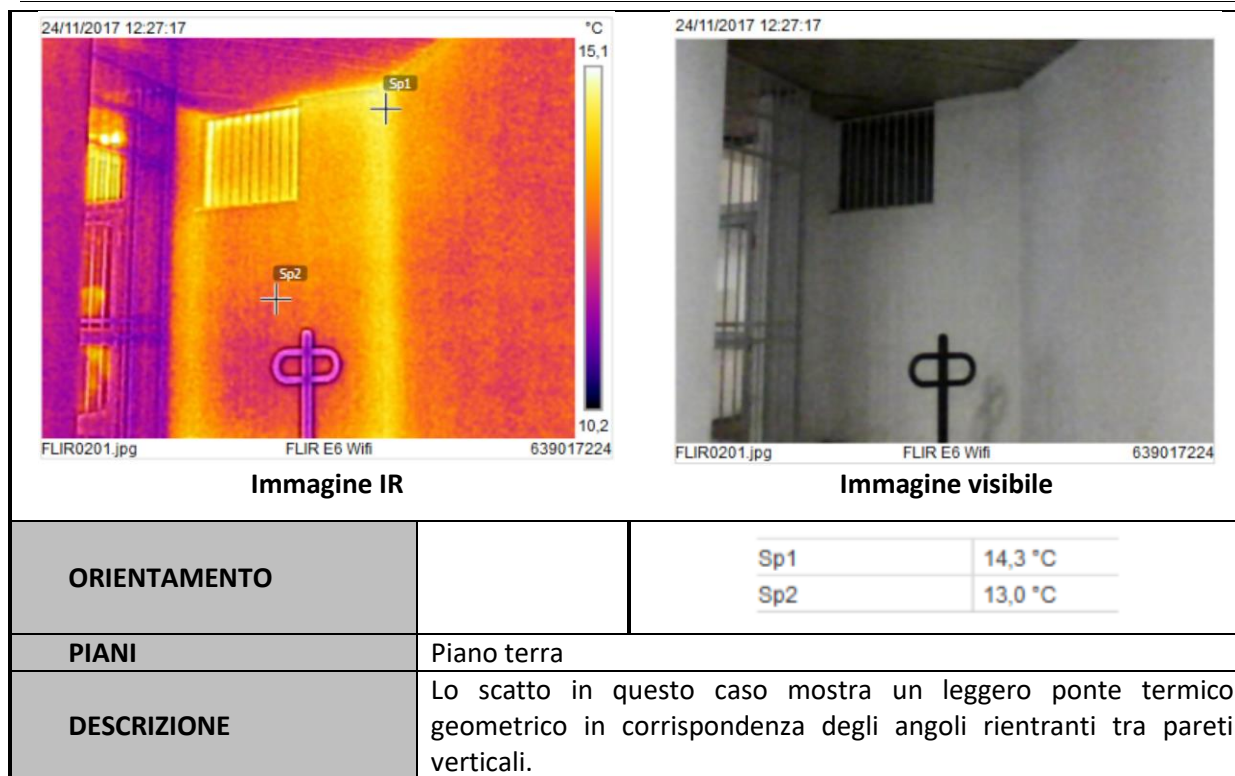 24/11/2017 12:27:17
°C
15,1
Sp1
Sp2
10,2
FLIR0201.jpg FLIR E6 Wifi 639017224
Immagine IR
24/11/2017 12:27:17
FLIR0201.jpg FLIR E6 Wifi 639017224
Immagine visibile
ORIENTAMENTO
Sp1 14,3 °C
Sp2 13,0 °C
PIANI Piano terra
DESCRIZIONE
Lo scatto in questo caso mostra un leggero ponte termico
geometrico in corrispondenza degli angoli rientranti tra pareti
verticali.